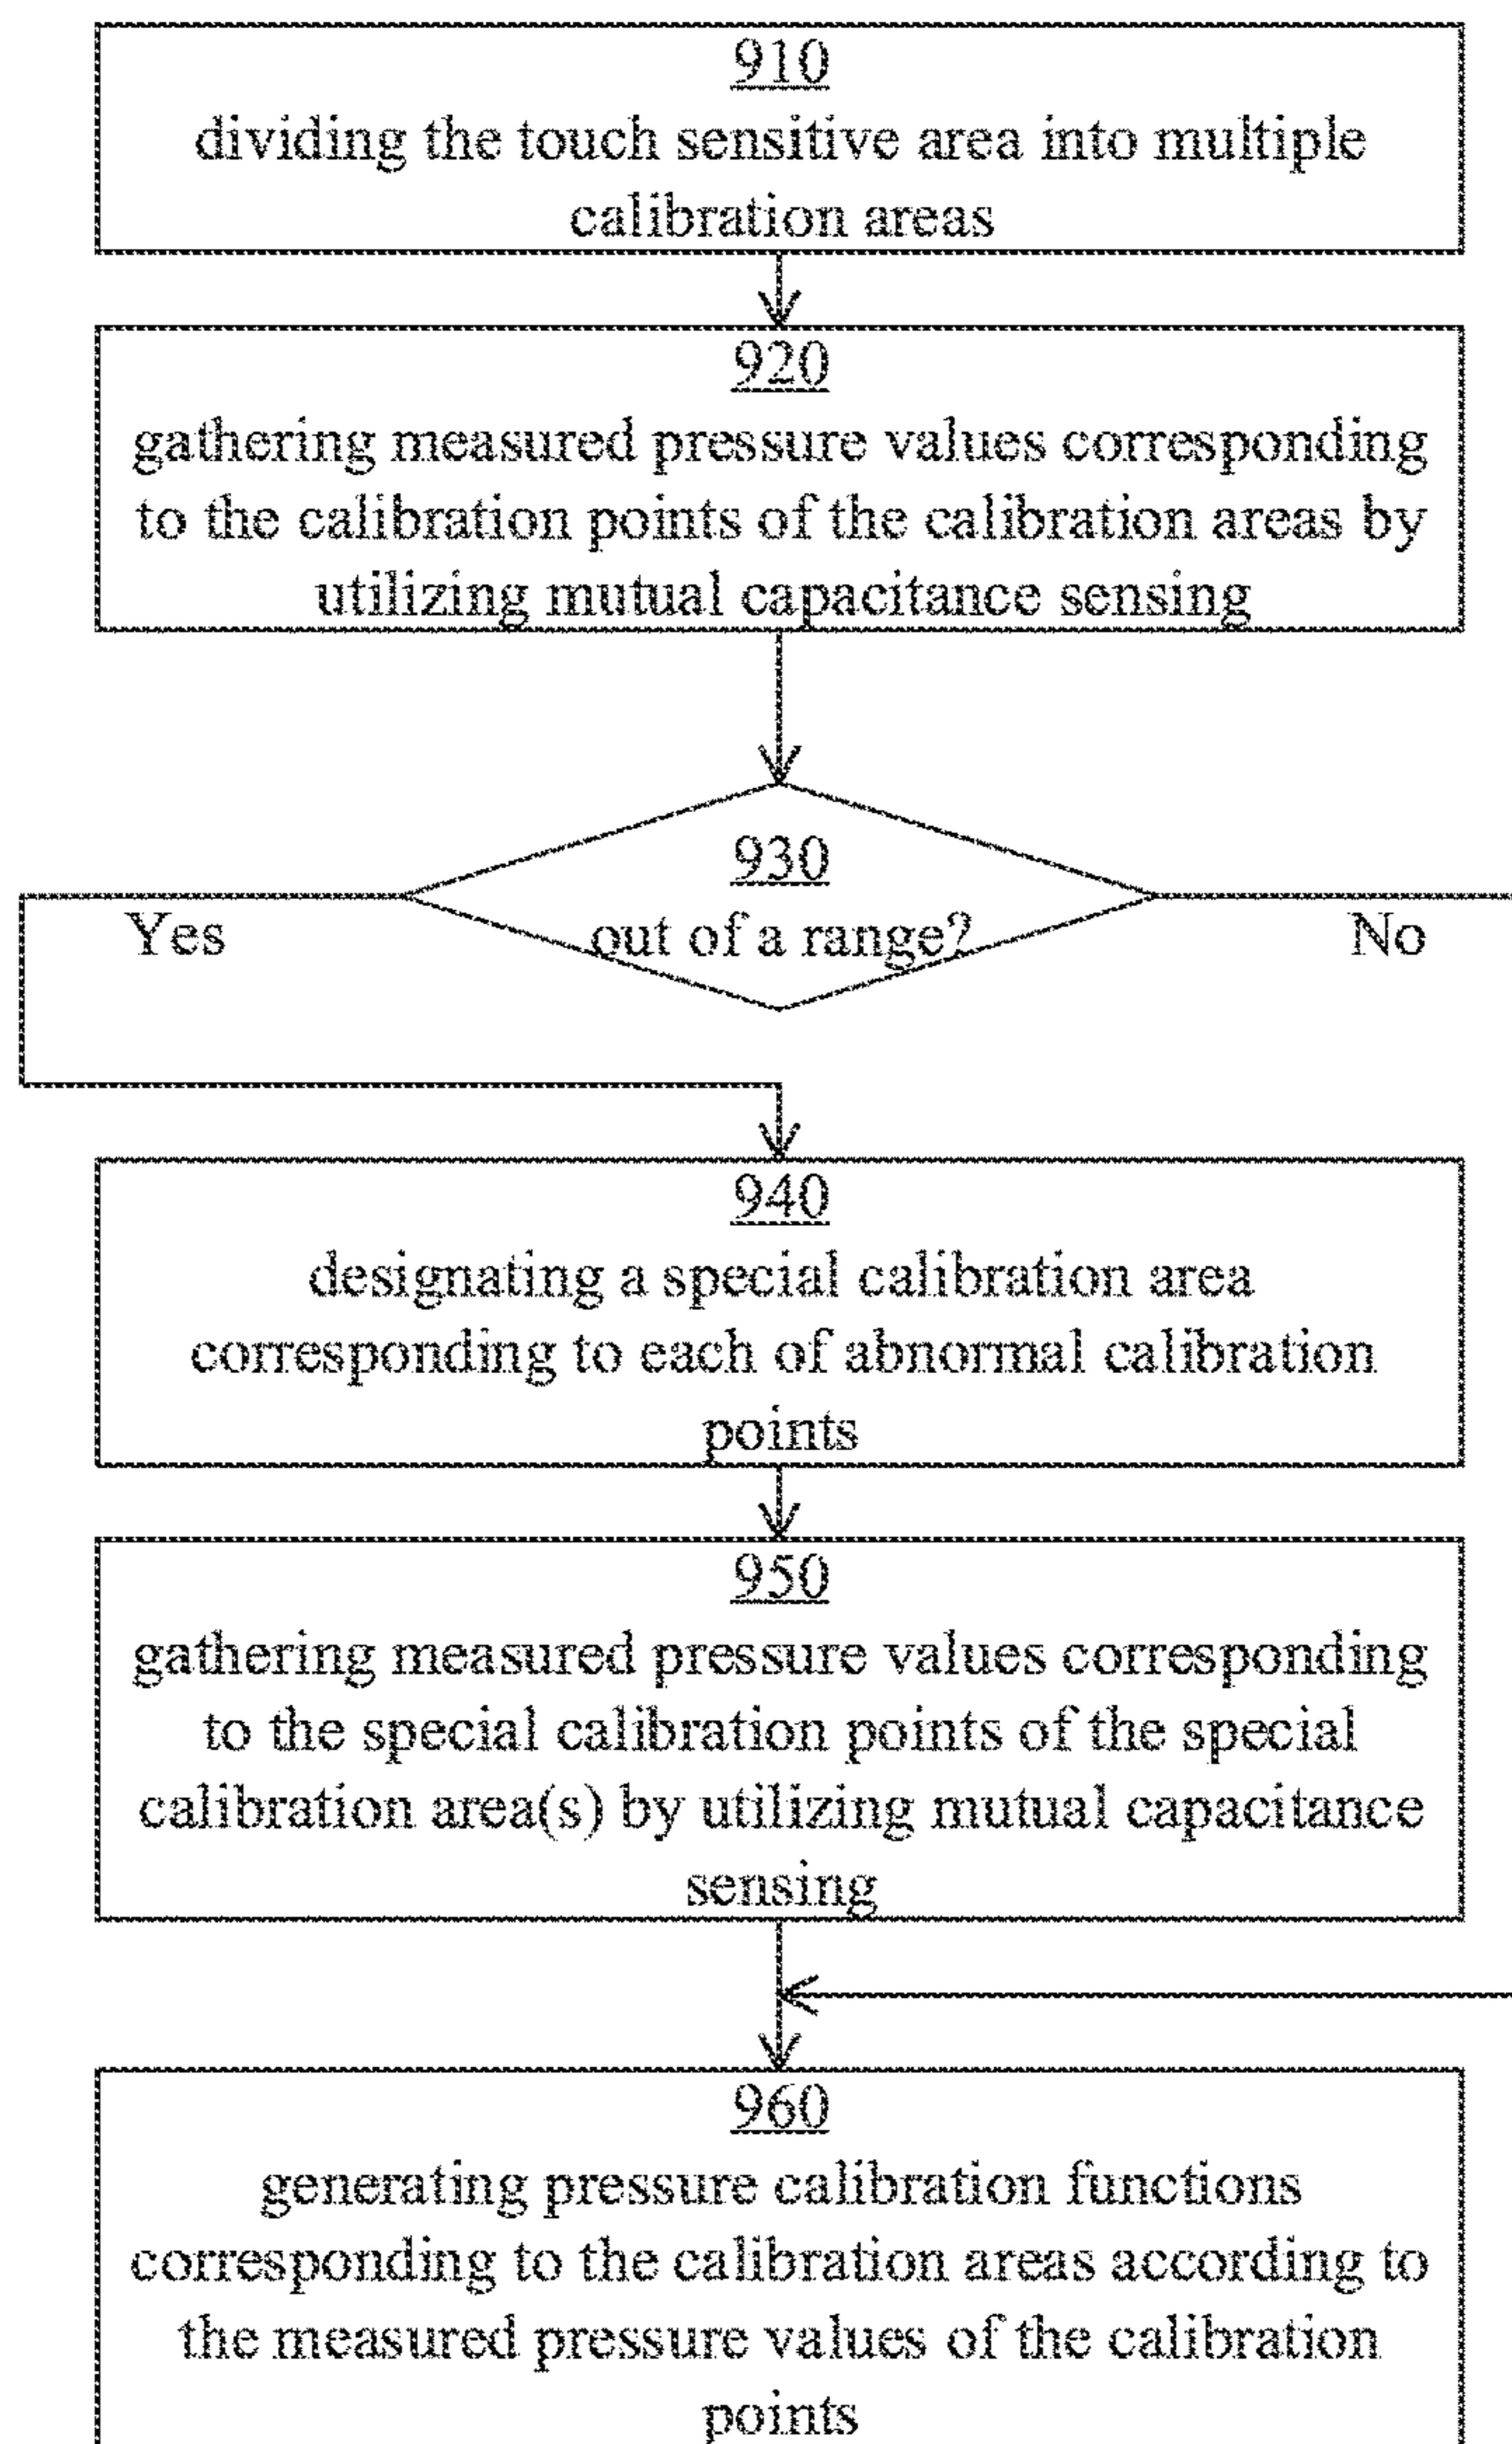 910
dividing the touch sensitive area into multiple
calibration areas
920
gathering measured pressure values corresponding
to the calibration points of the calibration areas by
utilizing mutual capacitance sensing
930
out of a range?
Yes
No
940
designating a special calibration area
corresponding to each of abnormal calibration
points
950
gathering measured pressure values corresponding
to the special calibration points of the special
calibration area(s) by utilizing mutual capacitance
sensing
960
generating pressure calibration functions
corresponding to the calibration areas according to
the measured pressure values of the calibration
points